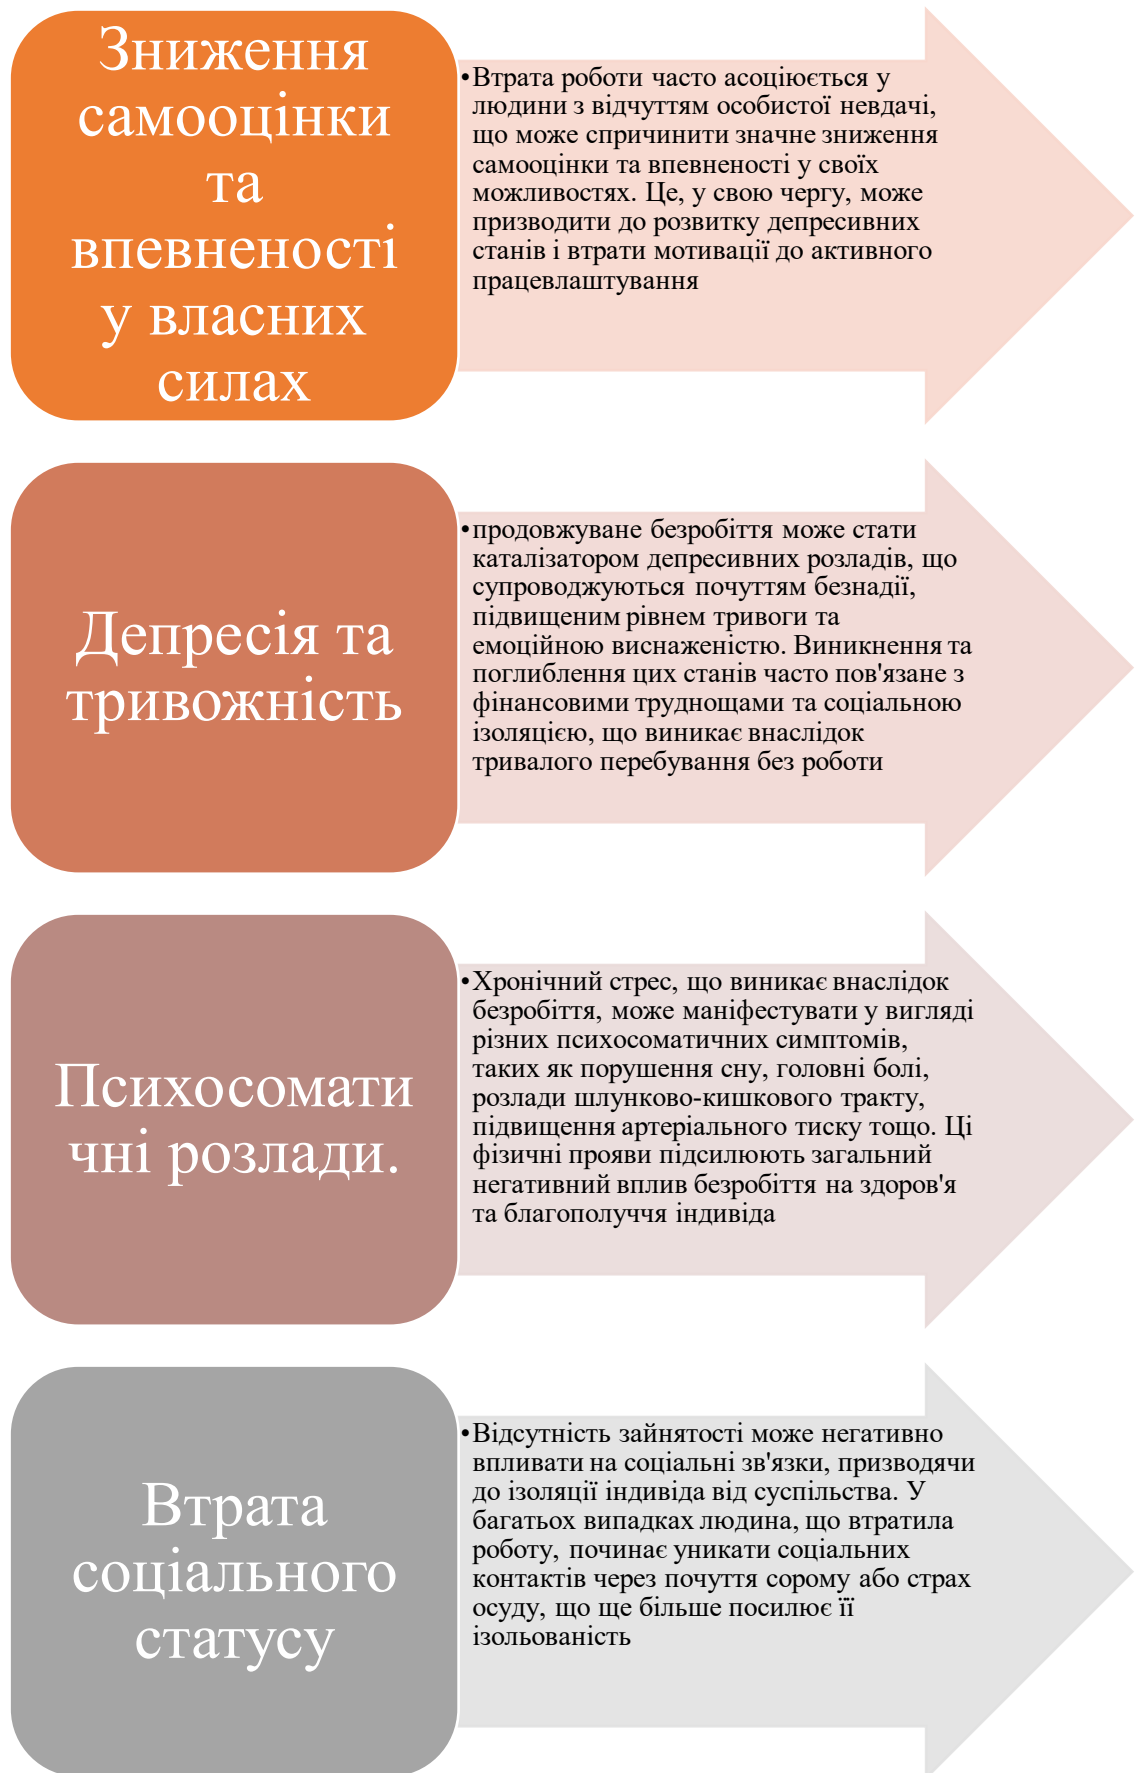 Зниження
самооцінки
та
впевненості
у власних
силах
•Втрата роботи часто асоціюється у
людини з відчуттям особистої невдачі,
що може спричинити значне зниження
самооцінки та впевненості у своїх
можливостях. Це, у свою чергу, може
призводити до розвитку депресивних
станів і втрати мотивації до активного
працевлаштування
Депресія та
тривожність
•продовжуване безробіття може стати
каталізатором депресивних розладів, що
супроводжуються почуттям безнадії,
підвищеним рівнем тривоги та
емоційною виснаженістю. Виникнення та
поглиблення цих станів часто пов'язане з
фінансовими труднощами та соціальною
ізоляцією, що виникає внаслідок
тривалого перебування без роботи
Психосомати
чні розлади.
•Хронічний стрес, що виникає внаслідок
безробіття, може маніфестувати у вигляді
різних психосоматичних симптомів,
таких як порушення сну, головні болі,
розлади шлунково-кишкового тракту,
підвищення артеріального тиску тощо. Ці
фізичні прояви підсилюють загальний
негативний вплив безробіття на здоров'я
та благополуччя індивіда
Втрата
соціального
статусу
•Відсутність зайнятості може негативно
впливати на соціальні зв'язки, призводячи
до ізоляції індивіда від суспільства. У
багатьох випадках людина, що втратила
роботу, починає уникати соціальних
контактів через почуття сорому або страх
осуду, що ще більше посилює її
ізольованість